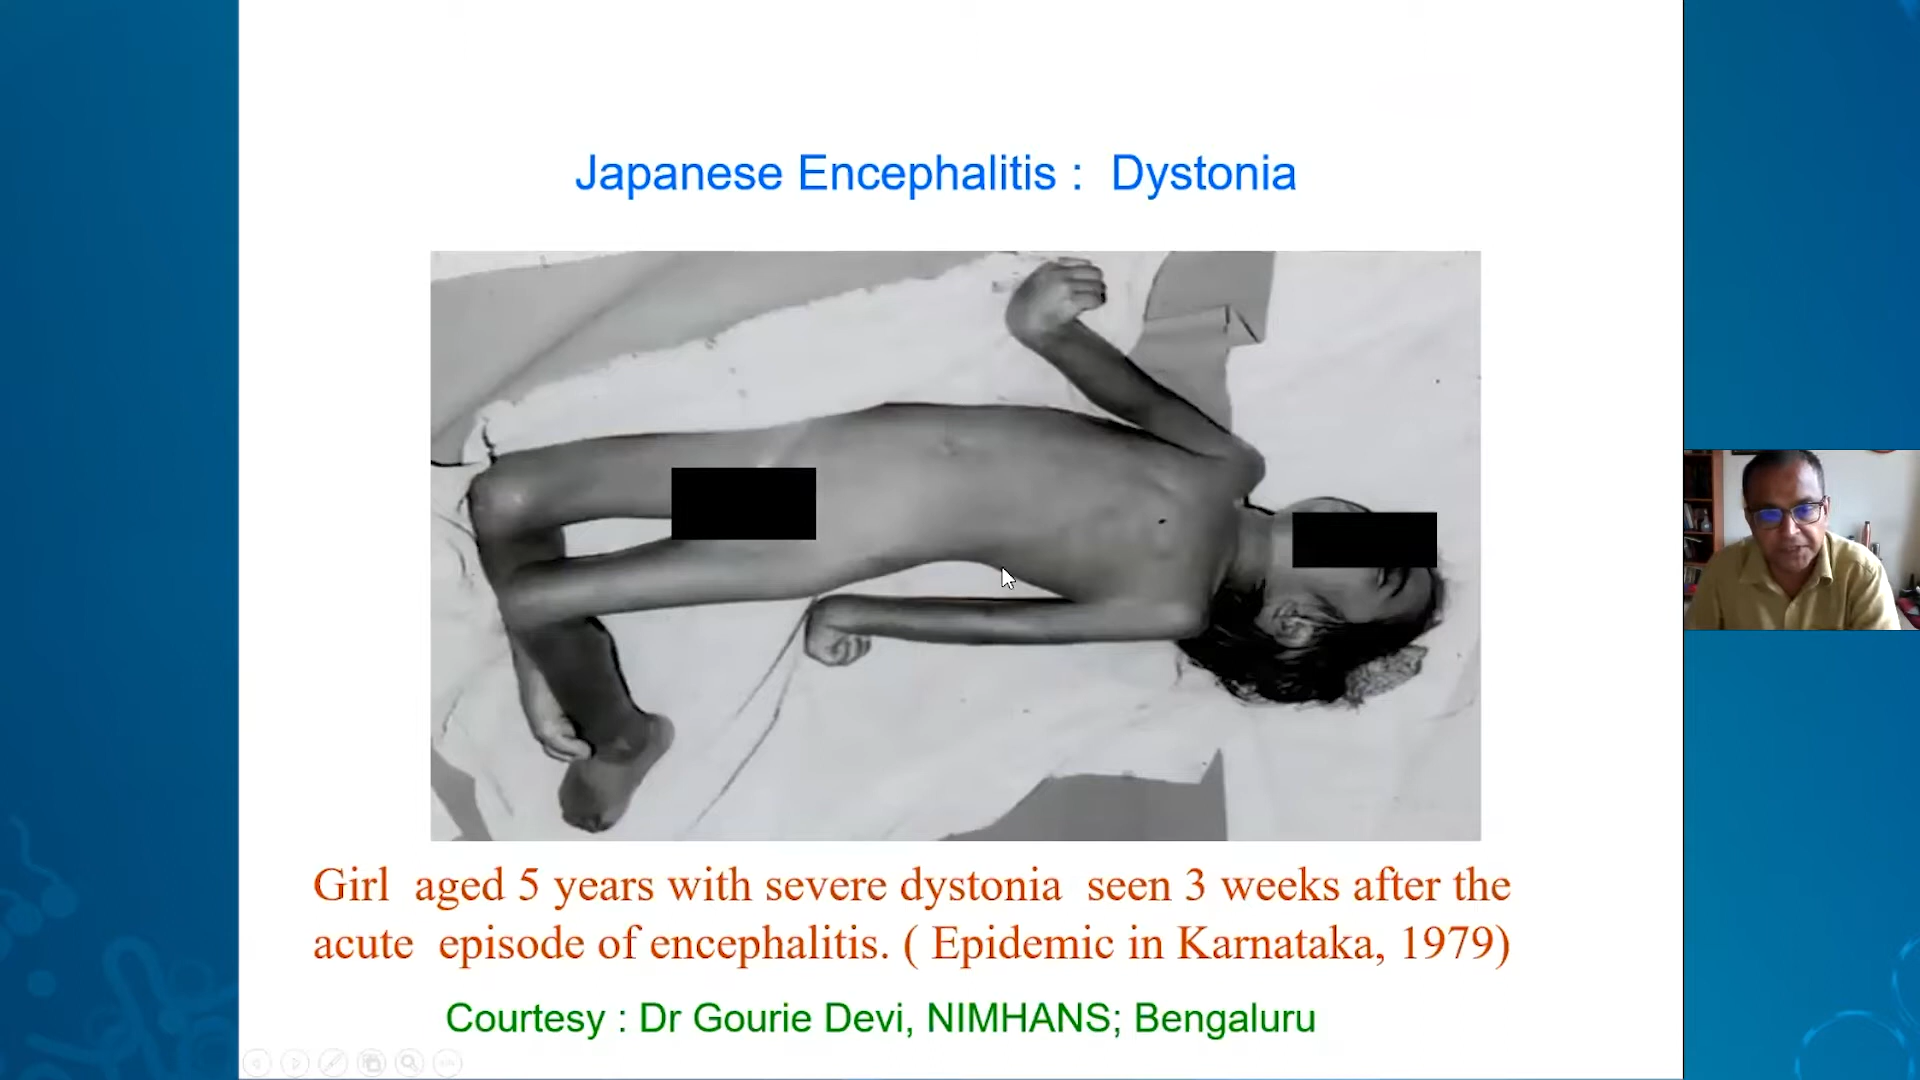 Japanese Encephalitis : Dystonia
Girl aged 5 years with severe dystonia seen 3 weeks after the
acute episode of encephalitis. ( Epidemic in Karnataka, 1979)
Courtesy : Dr Gourie Devi, NIMHANS; Bengaluru